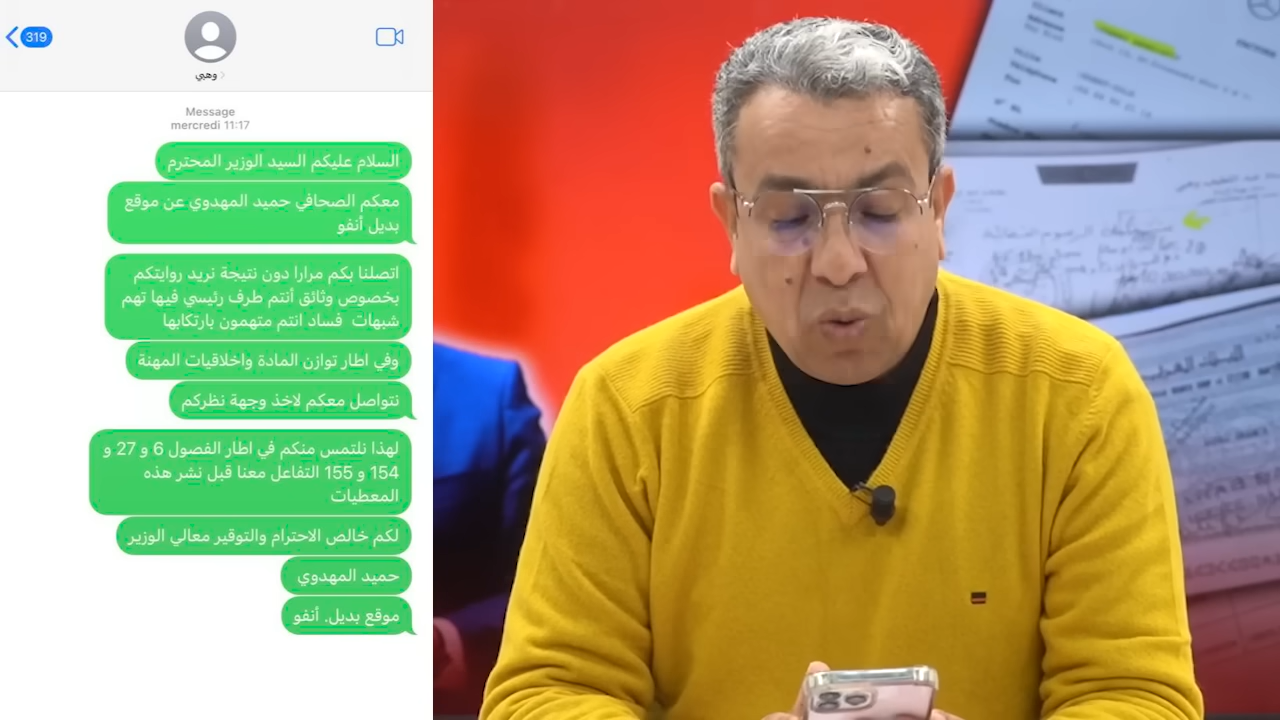 319
وهبي
Message
mercredi 11:17
السلام عليكم السيد الوزير المحترم
معكم الصحافي حميد المهدوي عن موقع
بديل أنفو
اتصلنا بكم مرارا دون نتيجة نريد روايتكم
بخصوص وثائق أنتم طرف رئسي فيها تهم
شبهات فساد انتم متهمون بارتكابها
وفي اطار توازن المادة واخلاقيات المهنة
نتواصل معكم لاخذ وجهة نظركم
لهذا نلتمس منكم في اطار الفصول 6 و 27 و
154 و 155 التفاعل معنا قبل نشر هذه
المعطيات
لكم خالص الاحترام والتوقير معالي الوزير
حميد المهدوي
موقع بديل. أنفو